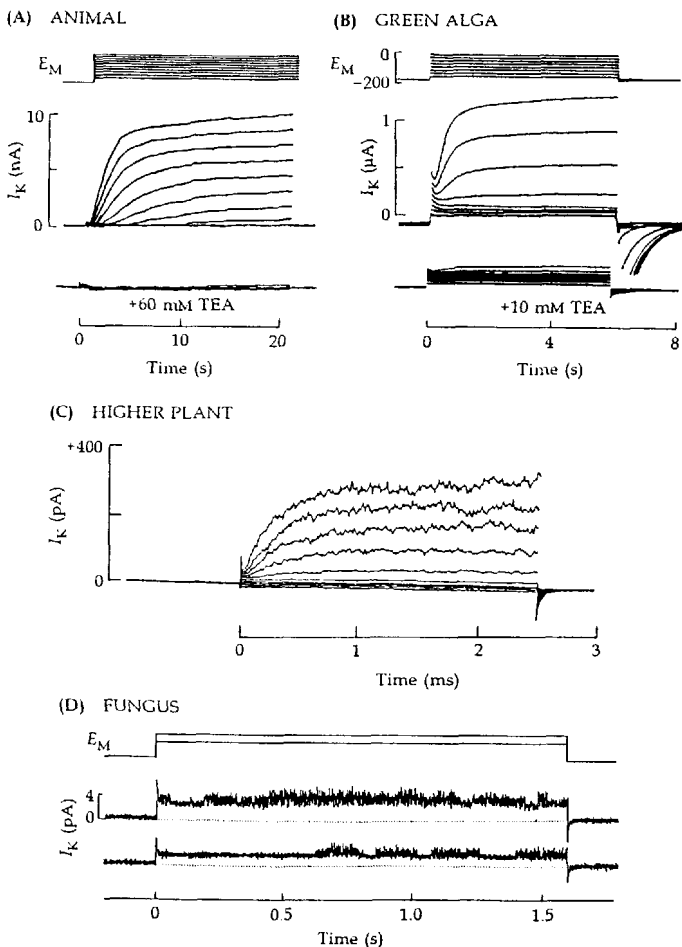 (A) ANIMAL
E_M
10
I_K (nA)
0
+60 mM TEA
0 10 20
Time (s)
(B) GREEN ALGA
0
E_M
−200
1
I_K (μA)
0
+10 mM TEA
0 2 4 6 8
Time (s)
(C) HIGHER PLANT
+400
I_K (pA)
0
0 1 2 3
Time (ms)
(D) FUNGUS
E_M
4
I_K (pA)
0
0 0.5 1.0 1.5
Time (s)